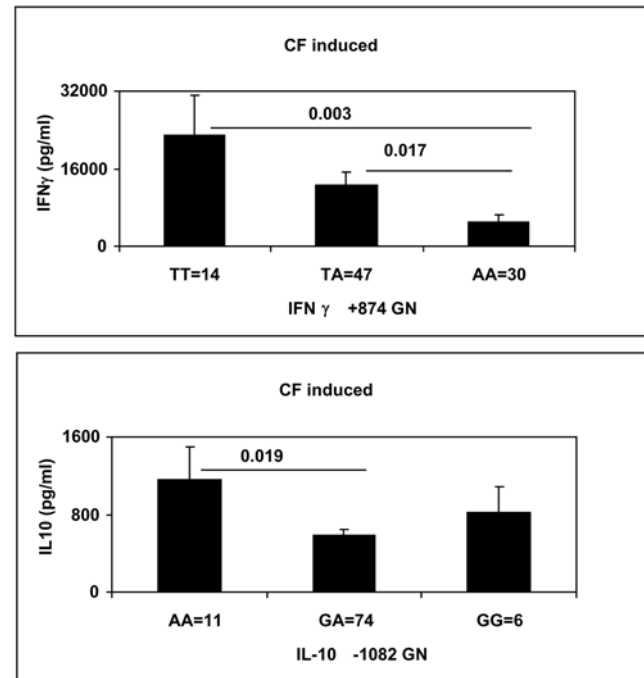 CF induced
32000
0.003
0.017
16000
0
IFNγ (pg/ml)
TT=14 TA=47 AA=30
IFN γ +874 GN
CF induced
1600
0.019
800
0
IL10 (pg/ml)
AA=11 GA=74 GG=6
IL-10 -1082 GN